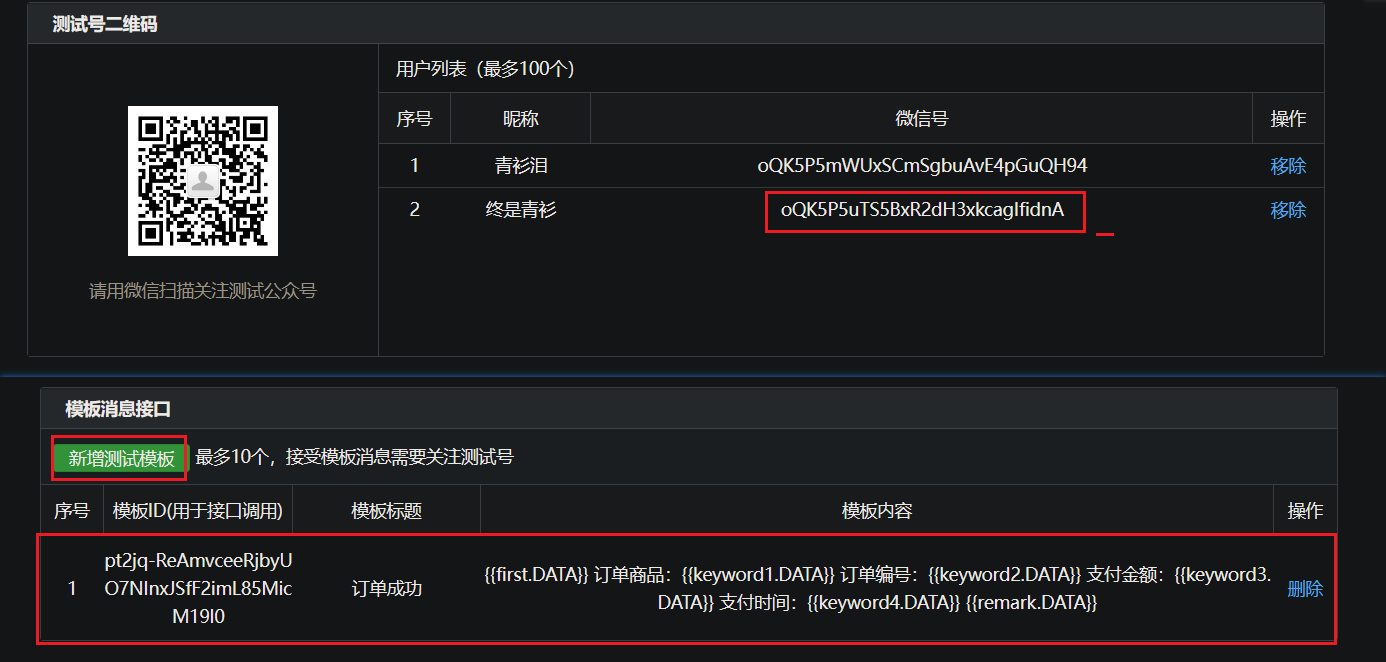 测试号二维码
用户列表（最多100个）
序号 昵称 微信号 操作
1 青衫泪 oQK5P5mWUxSCmSgbuAvE4pGuQH94 移除
2 终是青衫 oQK5P5uTS5BxR2dH3xkcaglfidnA 移除
请用微信扫描关注测试公众号
模板消息接口
新增测试模板 最多10个，接受模板消息需要关注测试号
序号 模板ID(用于接口调用) 模板标题 模板内容 操作
1
pt2jq-ReAmvceeRjbyU
O7NInxJSfF2imL85Mic
M19I0
订单成功
{{first.DATA}} 订单商品：{{keyword1.DATA}} 订单编号：{{keyword2.DATA}} 支付金额：{{keyword3.
DATA}} 支付时间：{{keyword4.DATA}} {{remark.DATA}}
删除